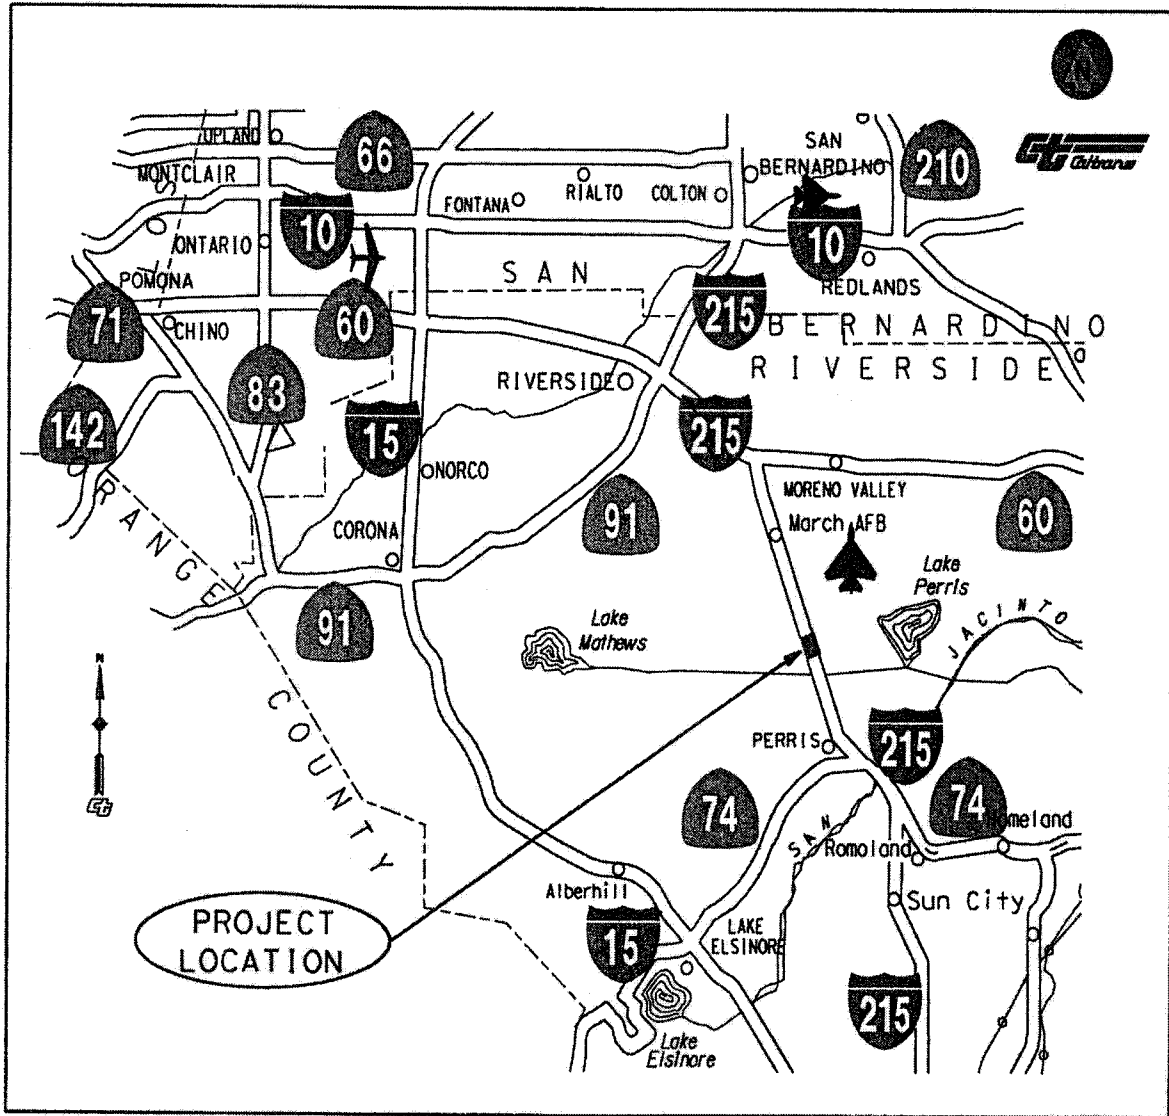 N
UPLAND
66
SAN
BERNARDINO
210
Ct Caltrans
MONTCLAIR
FONTANA
RIALTO
COLTON
10
10
ONTARIO
POMONA
SAN
REDLANDS
71
CHINO
60
215
BERNARDINO
RIVERSIDE
RIVERSIDE
83
142
15
215
NORCO
MORENO VALLEY
ORANGE
COUNTY
91
60
March AFB
CORONA
Lake
Perris
91
Lake
Mathews
JACINTO
N
Ct
PERRIS
215
74
74
SAN
Homeland
Romoland
Alberhill
Sun City
PROJECT
LOCATION
15
LAKE
ELSINORE
215
Lake
Elsinore